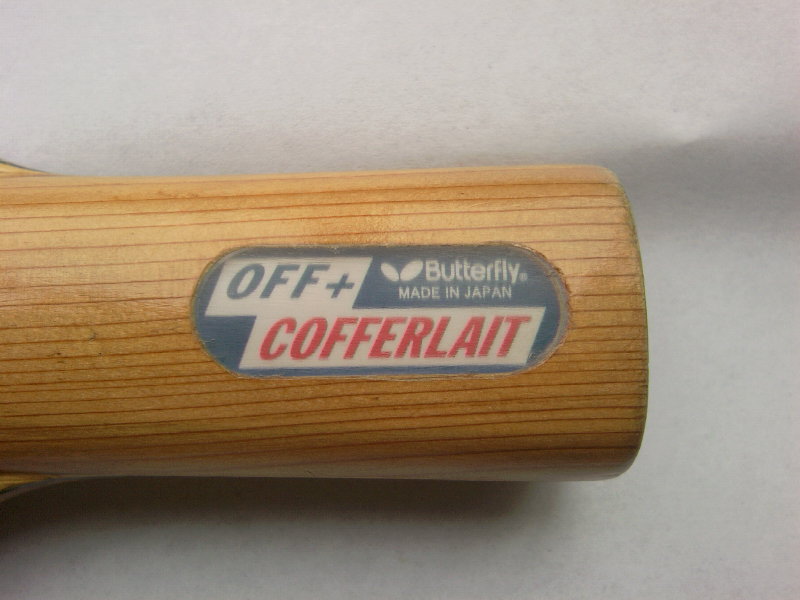 OFF+
Butterfly®
MADE IN JAPAN
COFFERLAIT